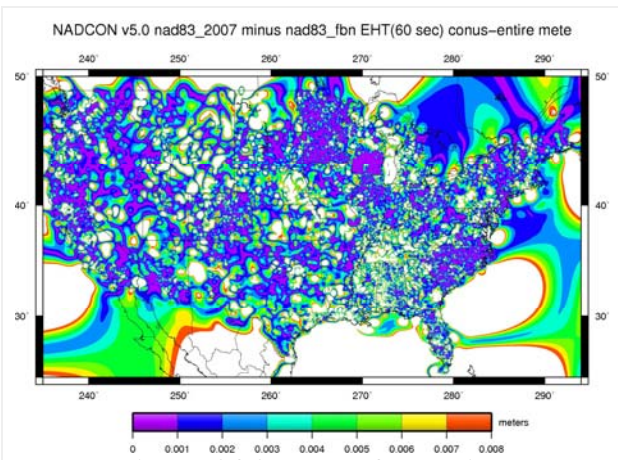 NADCON v5.0 nad83_2007 minus nad83_fbn EHT(60 sec) conus−entire mete
240˚ 250˚ 260˚ 270˚ 280˚ 290˚
50˚ 50˚
40˚ 40˚
30˚ 30˚
240˚ 250˚ 260˚ 270˚ 280˚ 290˚
meters
0 0.001 0.002 0.003 0.004 0.005 0.006 0.007 0.008